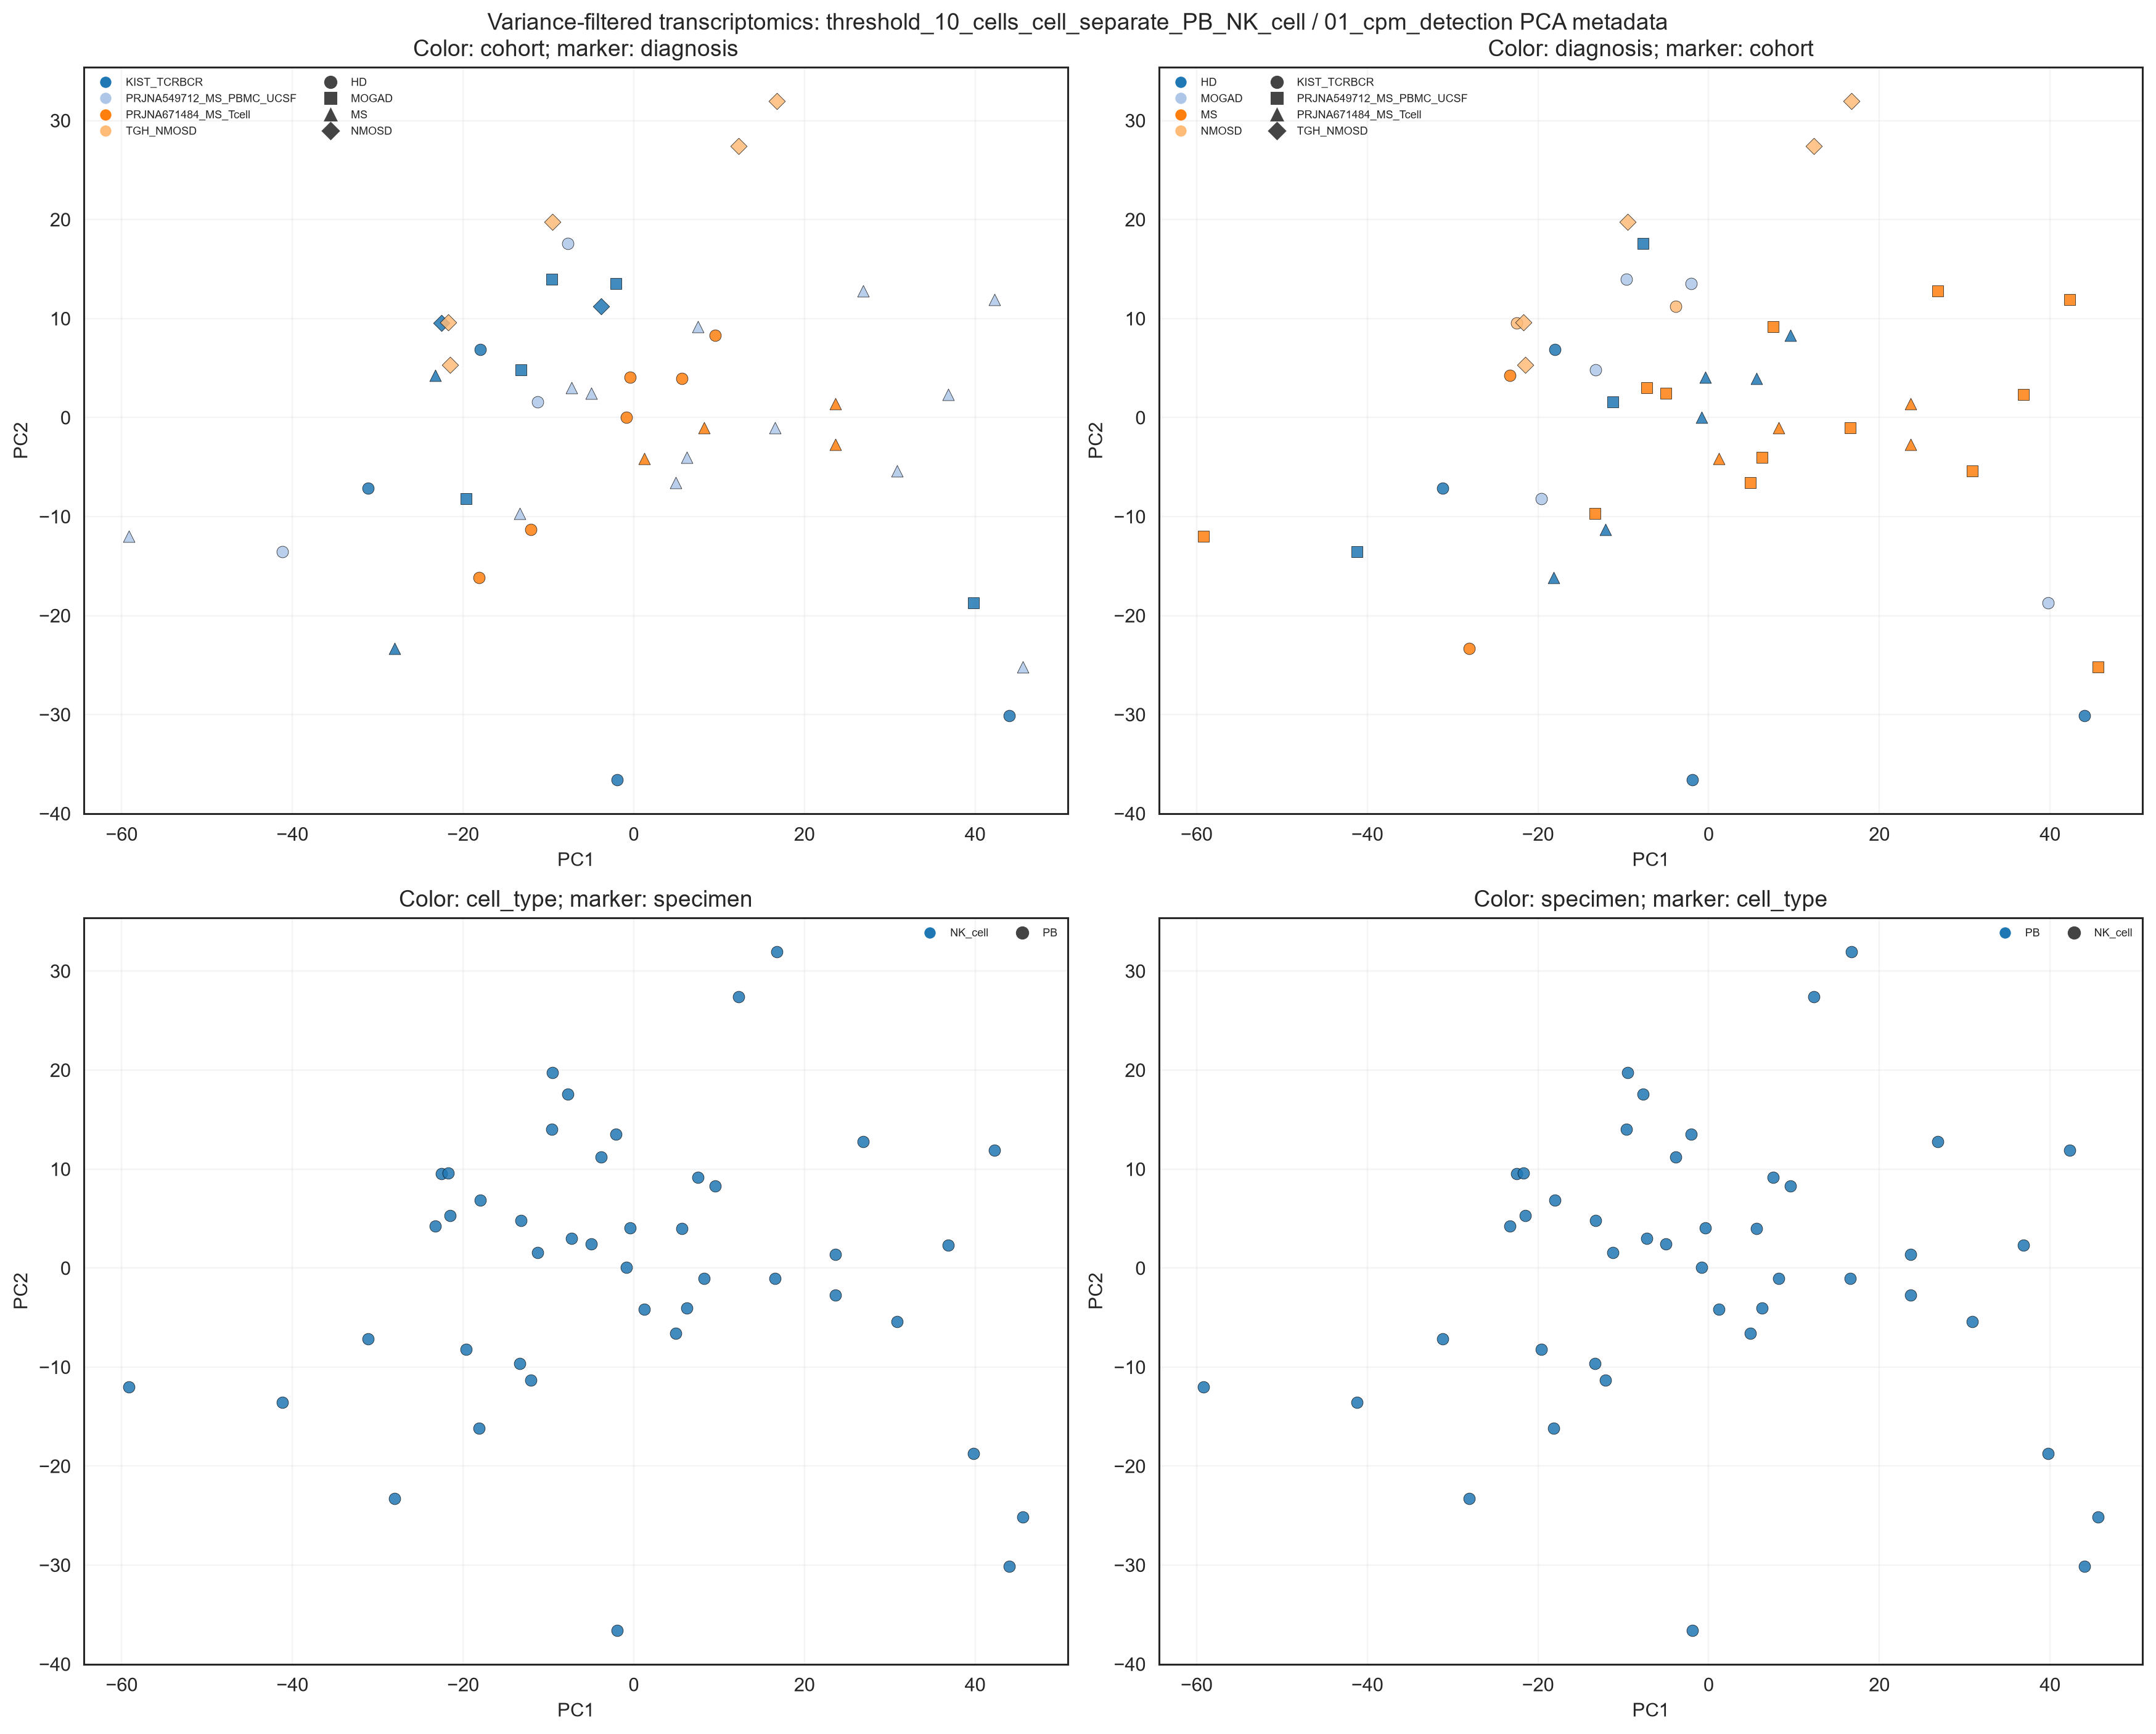 Variance-filtered transcriptomics: threshold_10_cells_cell_separate_PB_NK_cell / 01_cpm_detection PCA metadata
Color: cohort; marker: diagnosis
KIST_TCRBCR HD
PRJNA549712_MS_PBMC_UCSF MOGAD
PRJNA671484_MS_Tcell MS
TGH_NMOSD NMOSD
30
20
10
0
−10
−20
−30
−40
PC2
−60 −40 −20 0 20 40
PC1
Color: diagnosis; marker: cohort
HD KIST_TCRBCR
MOGAD PRJNA549712_MS_PBMC_UCSF
MS PRJNA671484_MS_Tcell
NMOSD TGH_NMOSD
30
20
10
0
−10
−20
−30
−40
PC2
−60 −40 −20 0 20 40
PC1
Color: cell_type; marker: specimen
NK_cell PB
30
20
10
0
−10
−20
−30
−40
PC2
−60 −40 −20 0 20 40
PC1
Color: specimen; marker: cell_type
PB NK_cell
30
20
10
0
−10
−20
−30
−40
PC2
−60 −40 −20 0 20 40
PC1